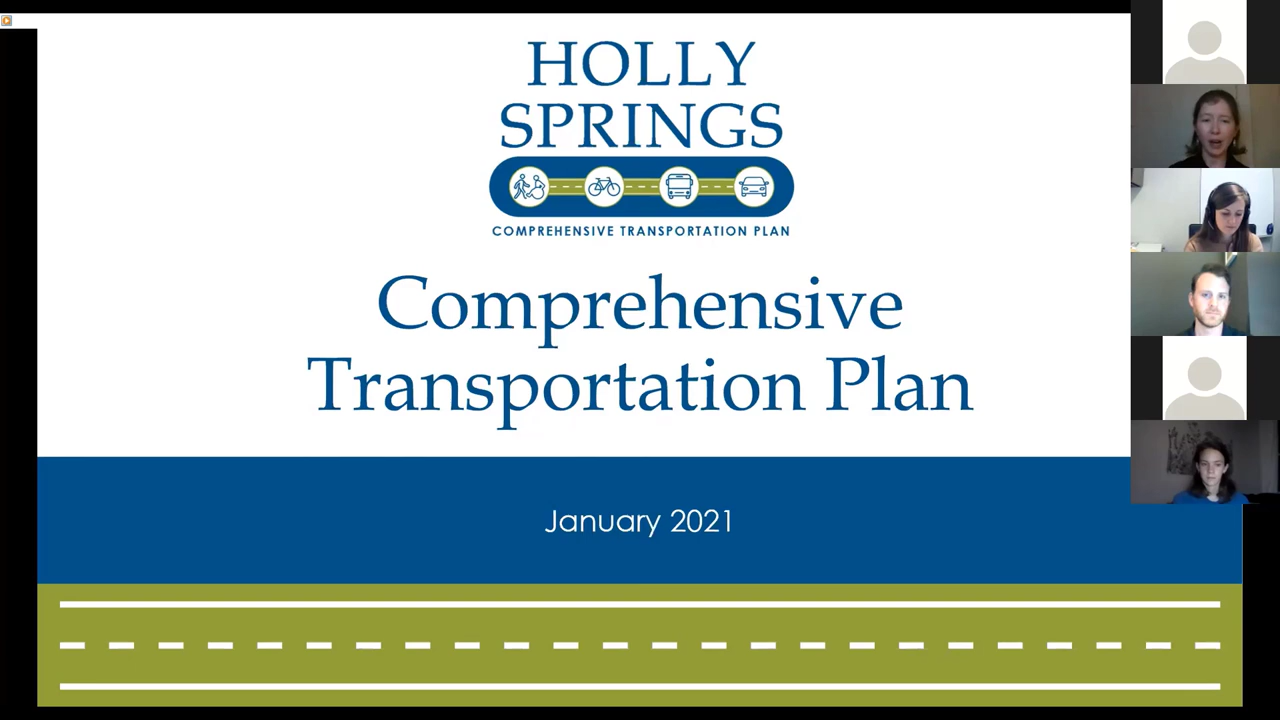 HOLLY
SPRINGS
COMPREHENSIVE TRANSPORTATION PLAN
Comprehensive
Transportation Plan
January 2021